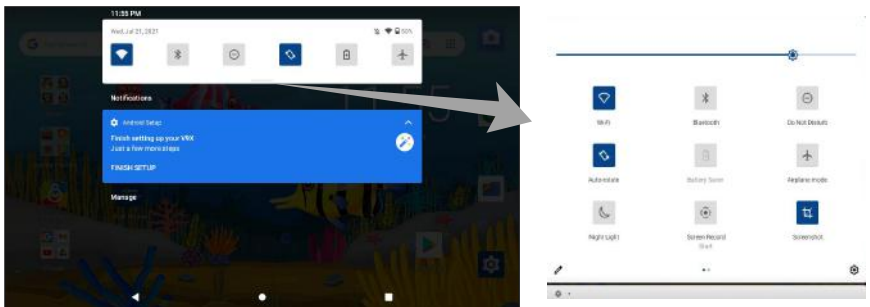 11:55 PM
Wed, Jul 21, 2021
50%
Notifications
Android Setup
Finish setting up your VRX
Just a few more steps
FINISH SETUP
Manage
Wi-Fi
Bluetooth
Do Not Disturb
Auto-rotate
Battery Saver
Airplane mode
Night Light
Screen Record
Start
Screenshot